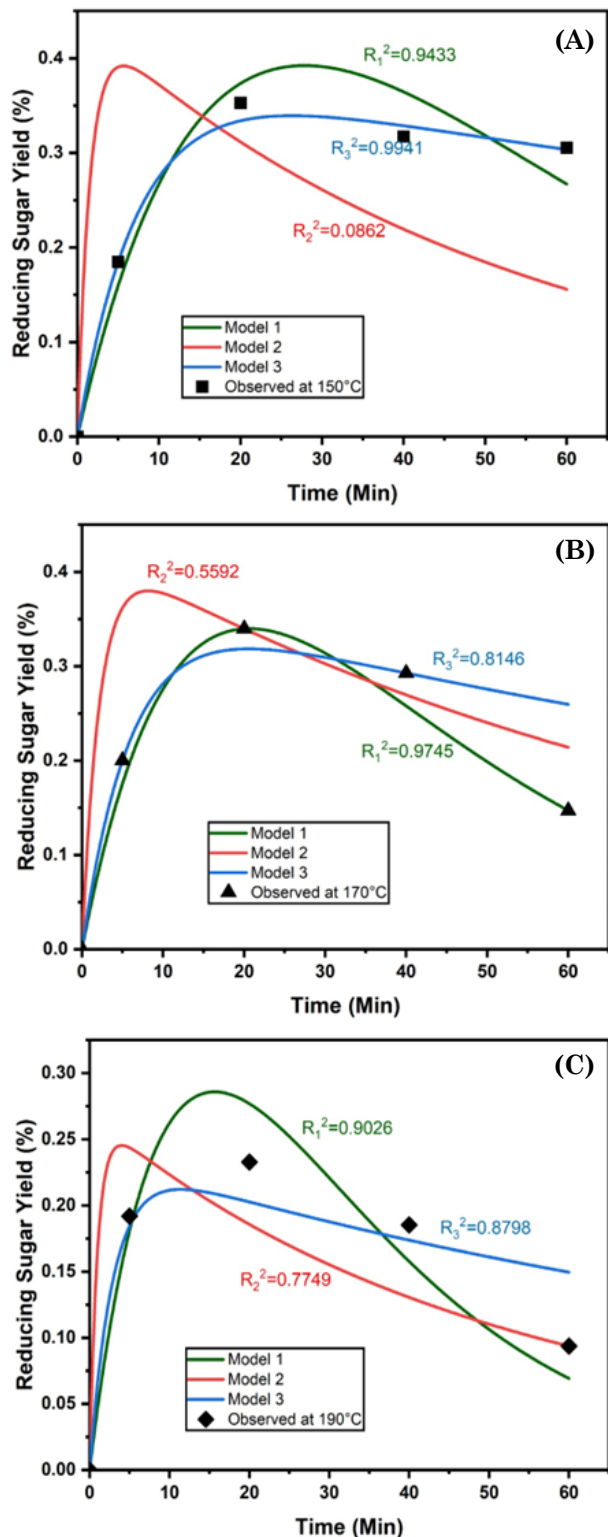 (A)
R₁²=0.9433
R₃²=0.9941
R₂²=0.0862
Reducing Sugar Yield (%)
0.4
0.3
0.2
0.1
0.0
Model 1
Model 2
Model 3
Observed at 150°C
0 10 20 30 40 50 60
Time (Min)
(B)
R₂²=0.5592
R₃²=0.8146
R₁²=0.9745
Reducing Sugar Yield (%)
0.4
0.3
0.2
0.1
0.0
Model 1
Model 2
Model 3
Observed at 170°C
0 10 20 30 40 50 60
Time (Min)
(C)
R₁²=0.9026
R₃²=0.8798
R₂²=0.7749
Reducing Sugar Yield (%)
0.30
0.25
0.20
0.15
0.10
0.05
0.00
Model 1
Model 2
Model 3
Observed at 190°C
0 10 20 30 40 50 60
Time (Min)